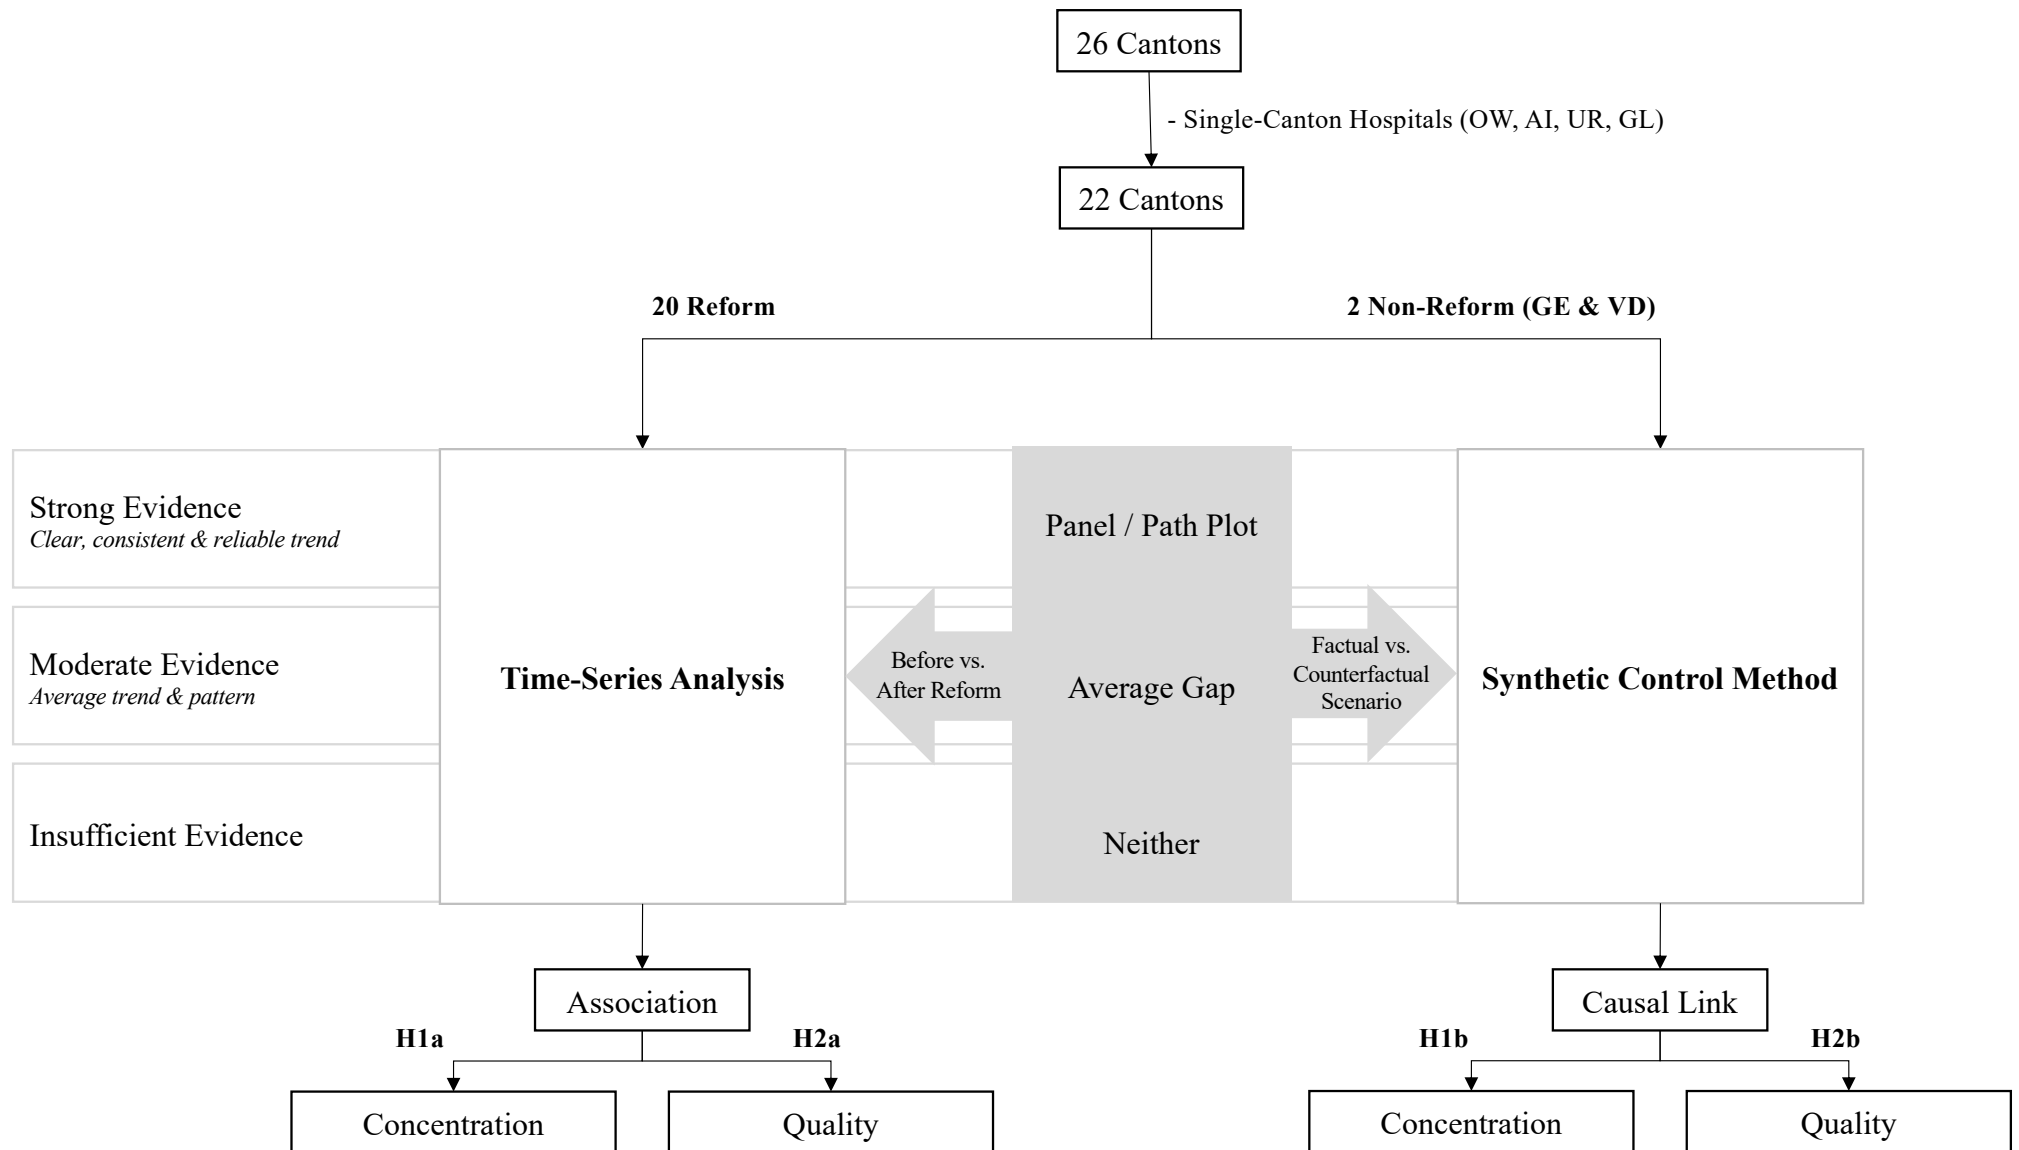 26 Cantons
- Single-Canton Hospitals (OW, AI, UR, GL)
22 Cantons
20 Reform
2 Non-Reform (GE & VD)
Strong Evidence
Clear, consistent & reliable trend
Moderate Evidence
Average trend & pattern
Insufficient Evidence
Time-Series Analysis
Before vs.
After Reform
Panel / Path Plot
Average Gap
Neither
Factual vs.
Counterfactual
Scenario
Synthetic Control Method
Association
H1a
H2a
Concentration
Quality
Causal Link
H1b
H2b
Concentration
Quality